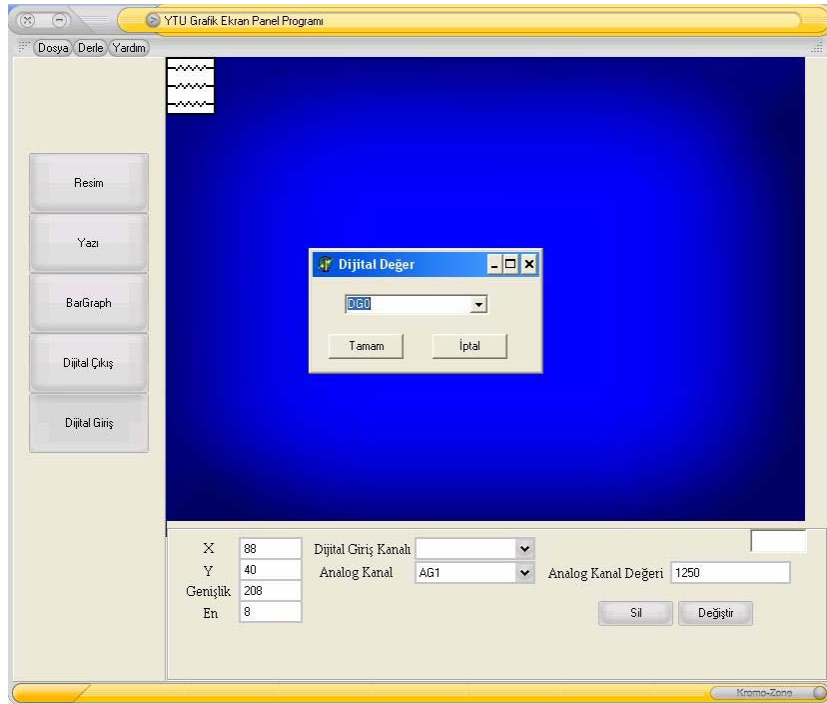 YTU Grafik Ekran Panel Programı
Dosya Derle Yardım
Resim
Yazı
BarGraph
Dijital Çıkış
Dijital Giriş
Dijital Değer
DG0
Tamam İptal
X 88 Dijital Giriş Kanalı
Y 40 Analog Kanal AG1 Analog Kanal Değeri 1250
Genişlik 208
En 8
Sil Değiştir
Kromo-Zone